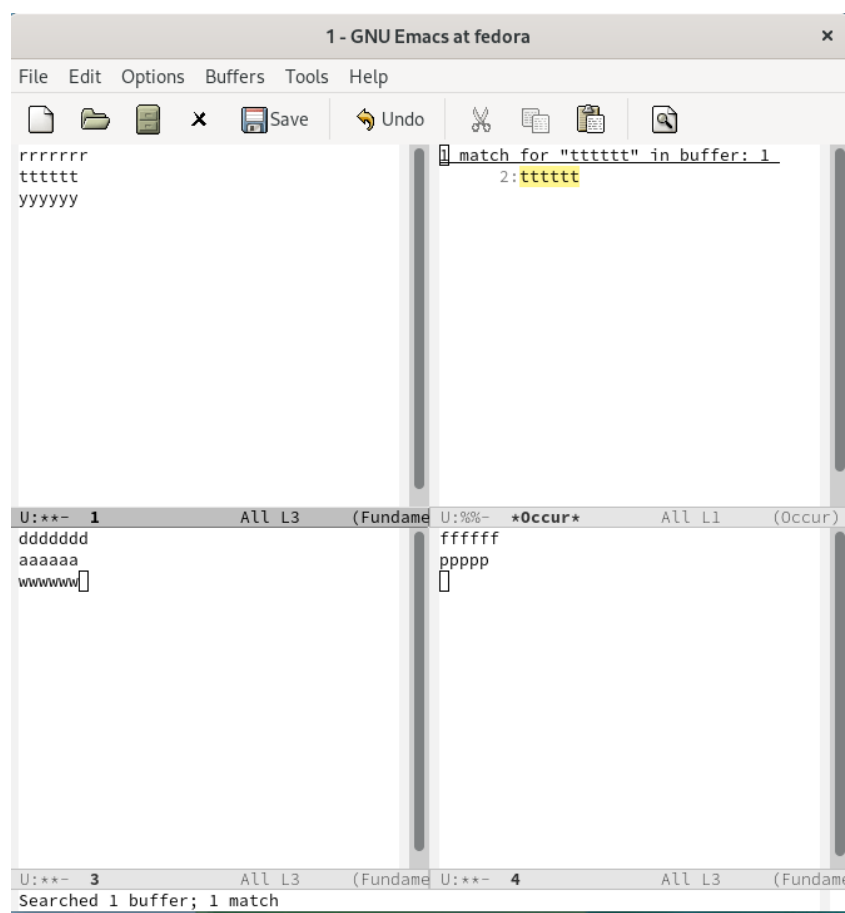 1 - GNU Emacs at fedora ×
File Edit Options Buffers Tools Help
Save Undo
rrrrrrr
tttttt
yyyyyy
1 match for "tttttt" in buffer: 1
2:tttttt
U:**- 1 All L3 (Fundame
U:%%- *Occur* All L1 (Occur)
ddddddd
aaaaaa
wwwwww
ffffff
ppppp
U:**- 3 All L3 (Fundame
U:**- 4 All L3 (Fundame
Searched 1 buffer; 1 match